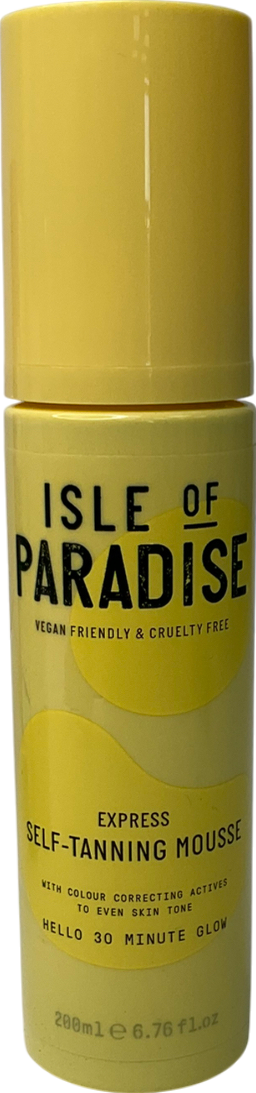 ISLE OF
PARADISE
VEGAN FRIENDLY & CRUELTY FREE
EXPRESS
SELF-TANNING MOUSSE
WITH COLOUR CORRECTING ACTIVES
TO EVEN SKIN TONE
HELLO 30 MINUTE GLOW
200ml ℮ 6.76 fl.oz